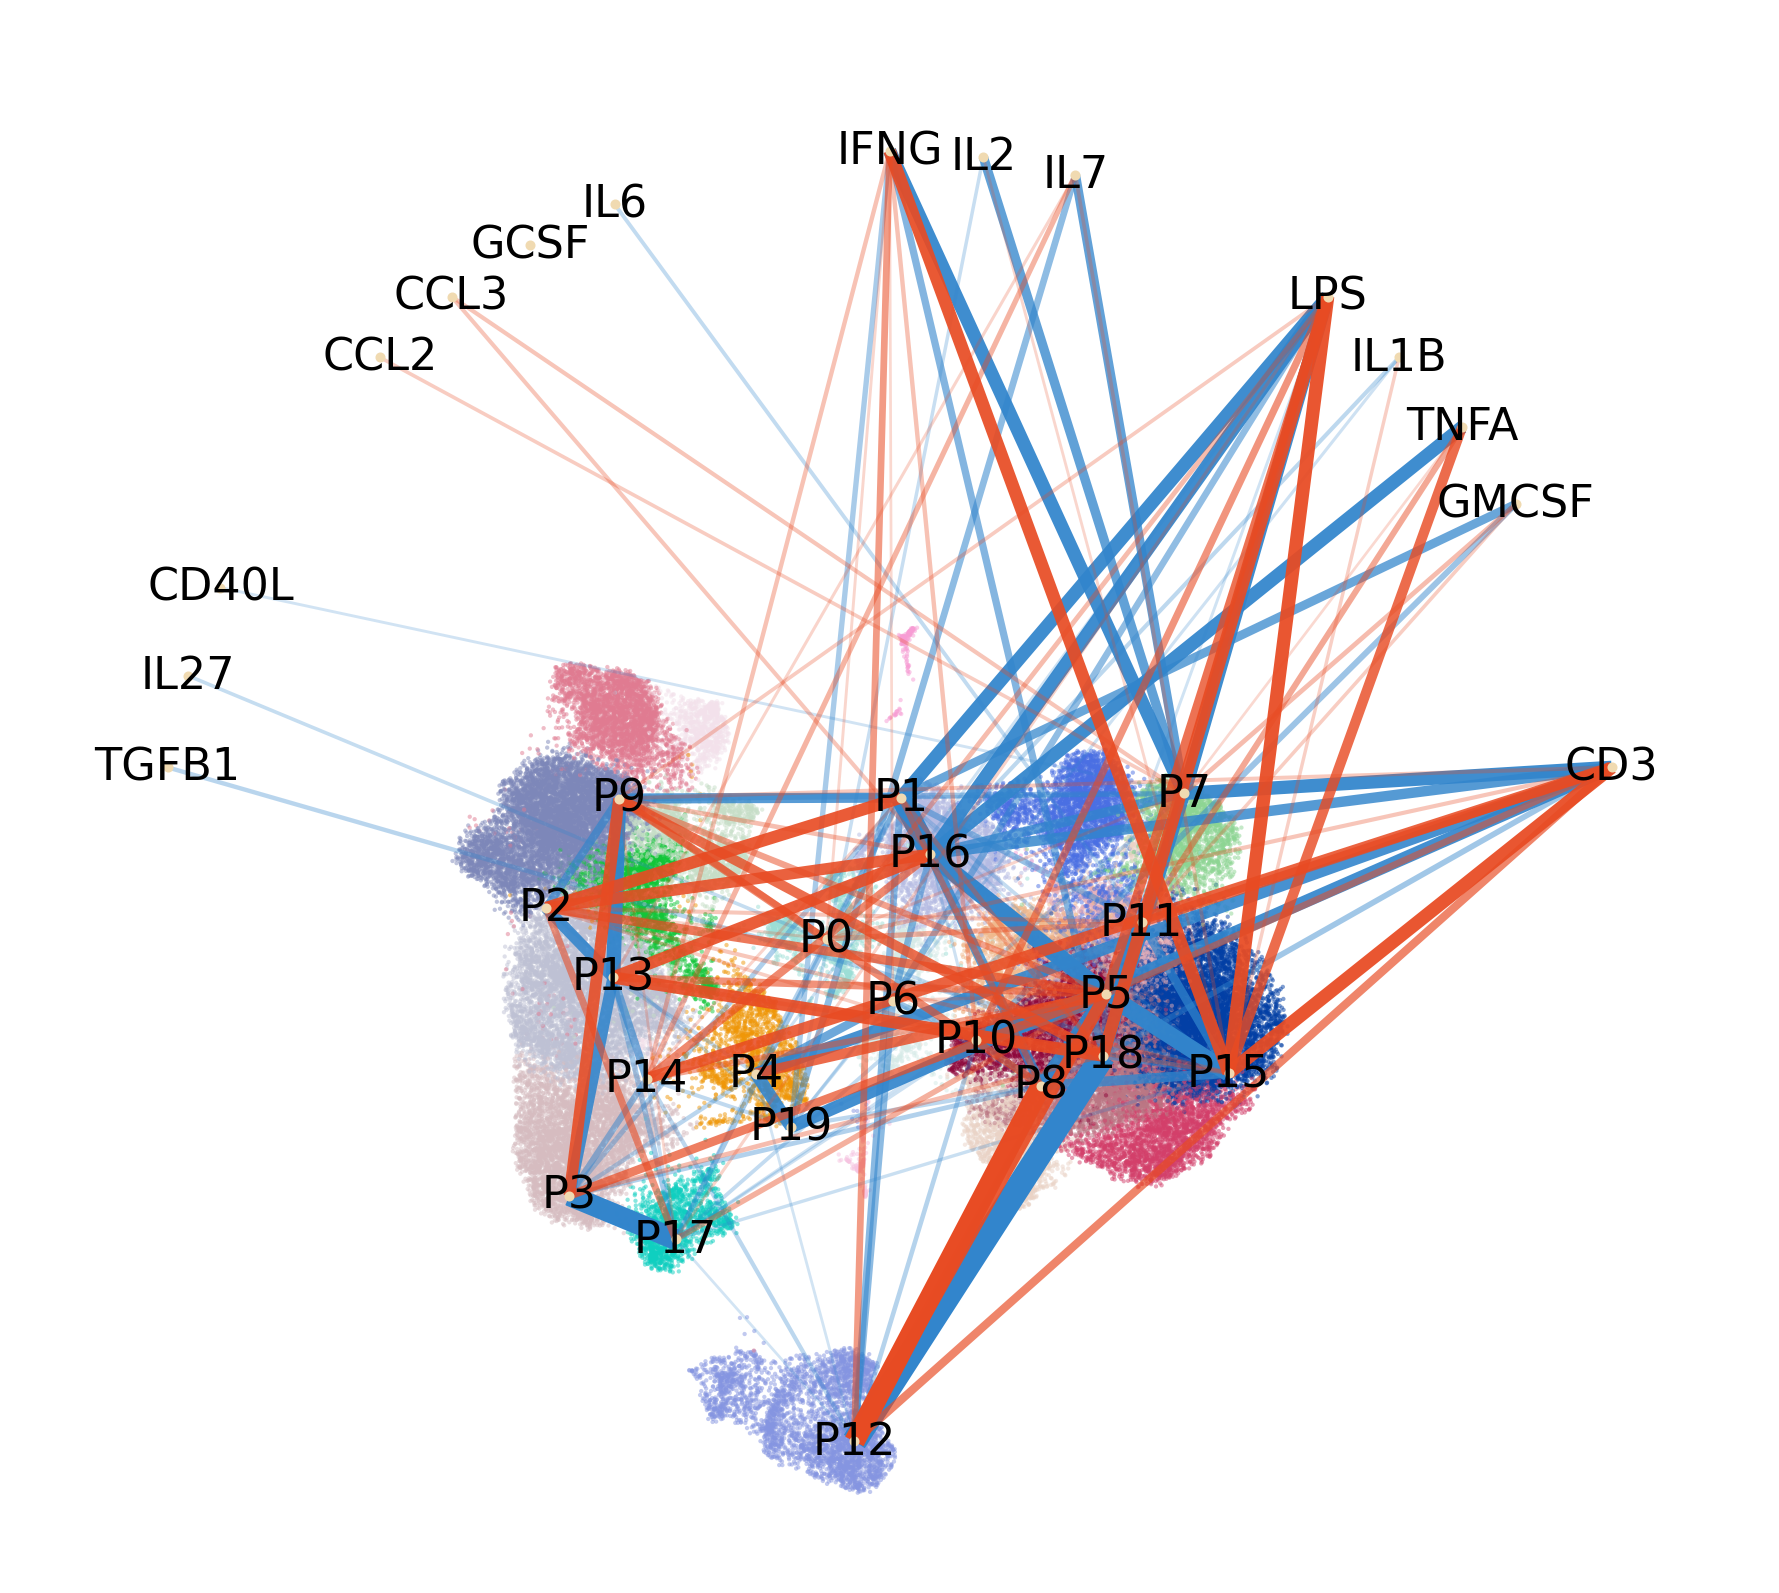 IFNG
IL2
IL7
IL6
GCSF
CCL3
LPS
CCL2
IL1B
TNFA
GMCSF
CD40L
IL27
TGFB1
CD3
P9
P1
P7
P16
P2
P11
P0
P13
P5
P6
P10
P18
P14
P4
P8
P15
P19
P3
P17
P12